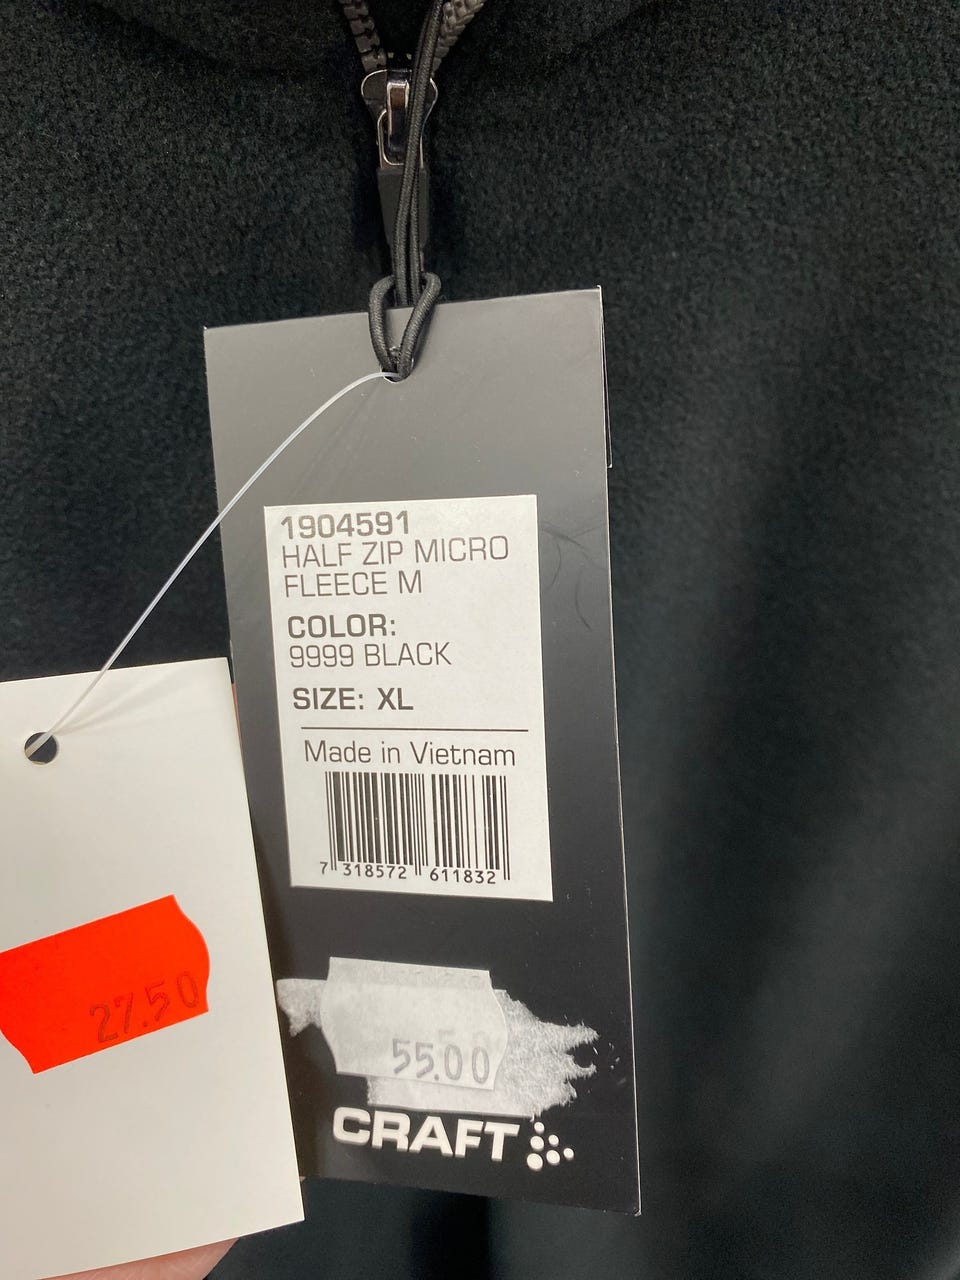 1904591
HALF ZIP MICRO
FLEECE M
COLOR:
9999 BLACK
SIZE: XL
Made in Vietnam
7 318572 611832
27.50
55.00
CRAFT